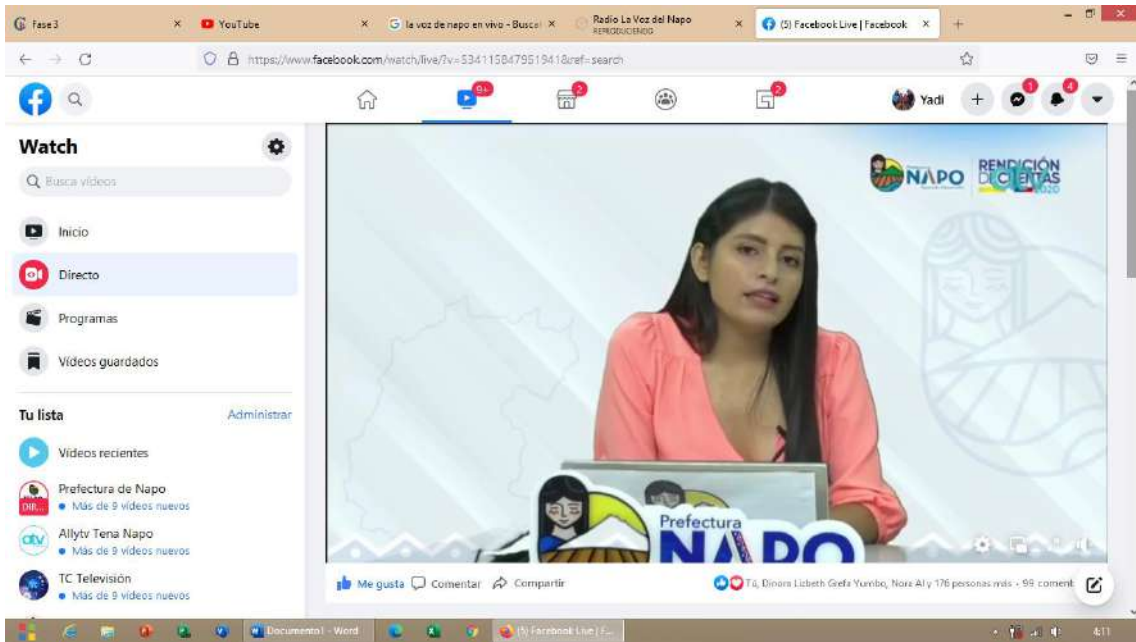 Fase 3
YouTube
la voz de napo en vivo - Busca
Radio La Voz del Napo
REPRODUCIENDO
(5) Facebook Live | Facebook
https://www.facebook.com/watch/live/?v=534115847951941&ref=search
9+
2
2
Yadi
1
4
Watch
Busca vídeos
Inicio
Directo
Programas
Vídeos guardados
Tu lista
Administrar
Vídeos recientes
Prefectura de Napo
DIR...
Más de 9 vídeos nuevos
Allytv Tena Napo
Más de 9 vídeos nuevos
TC Televisión
Más de 9 vídeos nuevos
NAPO
RENDICIÓN
DE CUENTAS
2020
Prefectura
NAPO
Me gusta
Comentar
Compartir
Tú, Dinora Lizbeth Grefa Yumbo, Nora Al y 176 personas más · 99 coment
Documento1 - Word
(5) Facebook Live | F...
4:11